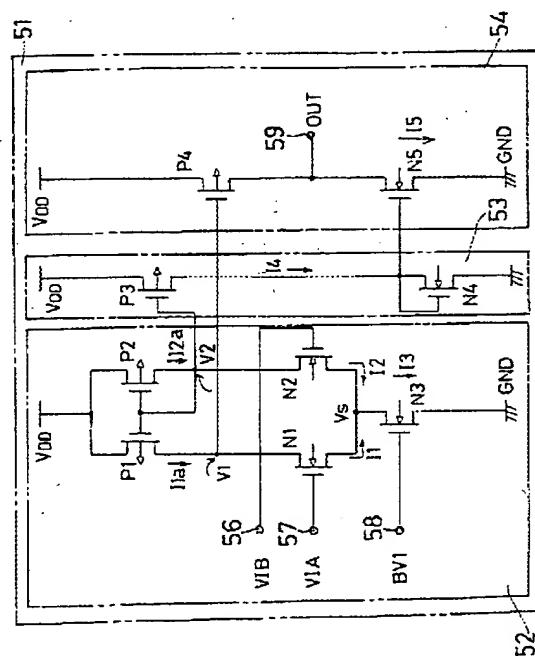 51
54
53
52
VDD
VDD
VDD
P1
P2
P3
P4
I1a
I2a
V1
V2
I4
59
OUT
56
VIB
57
VIA
58
BV1
N1
N2
Vs
I1
I2
I3
N3
GND
N4
N5
I5
GND